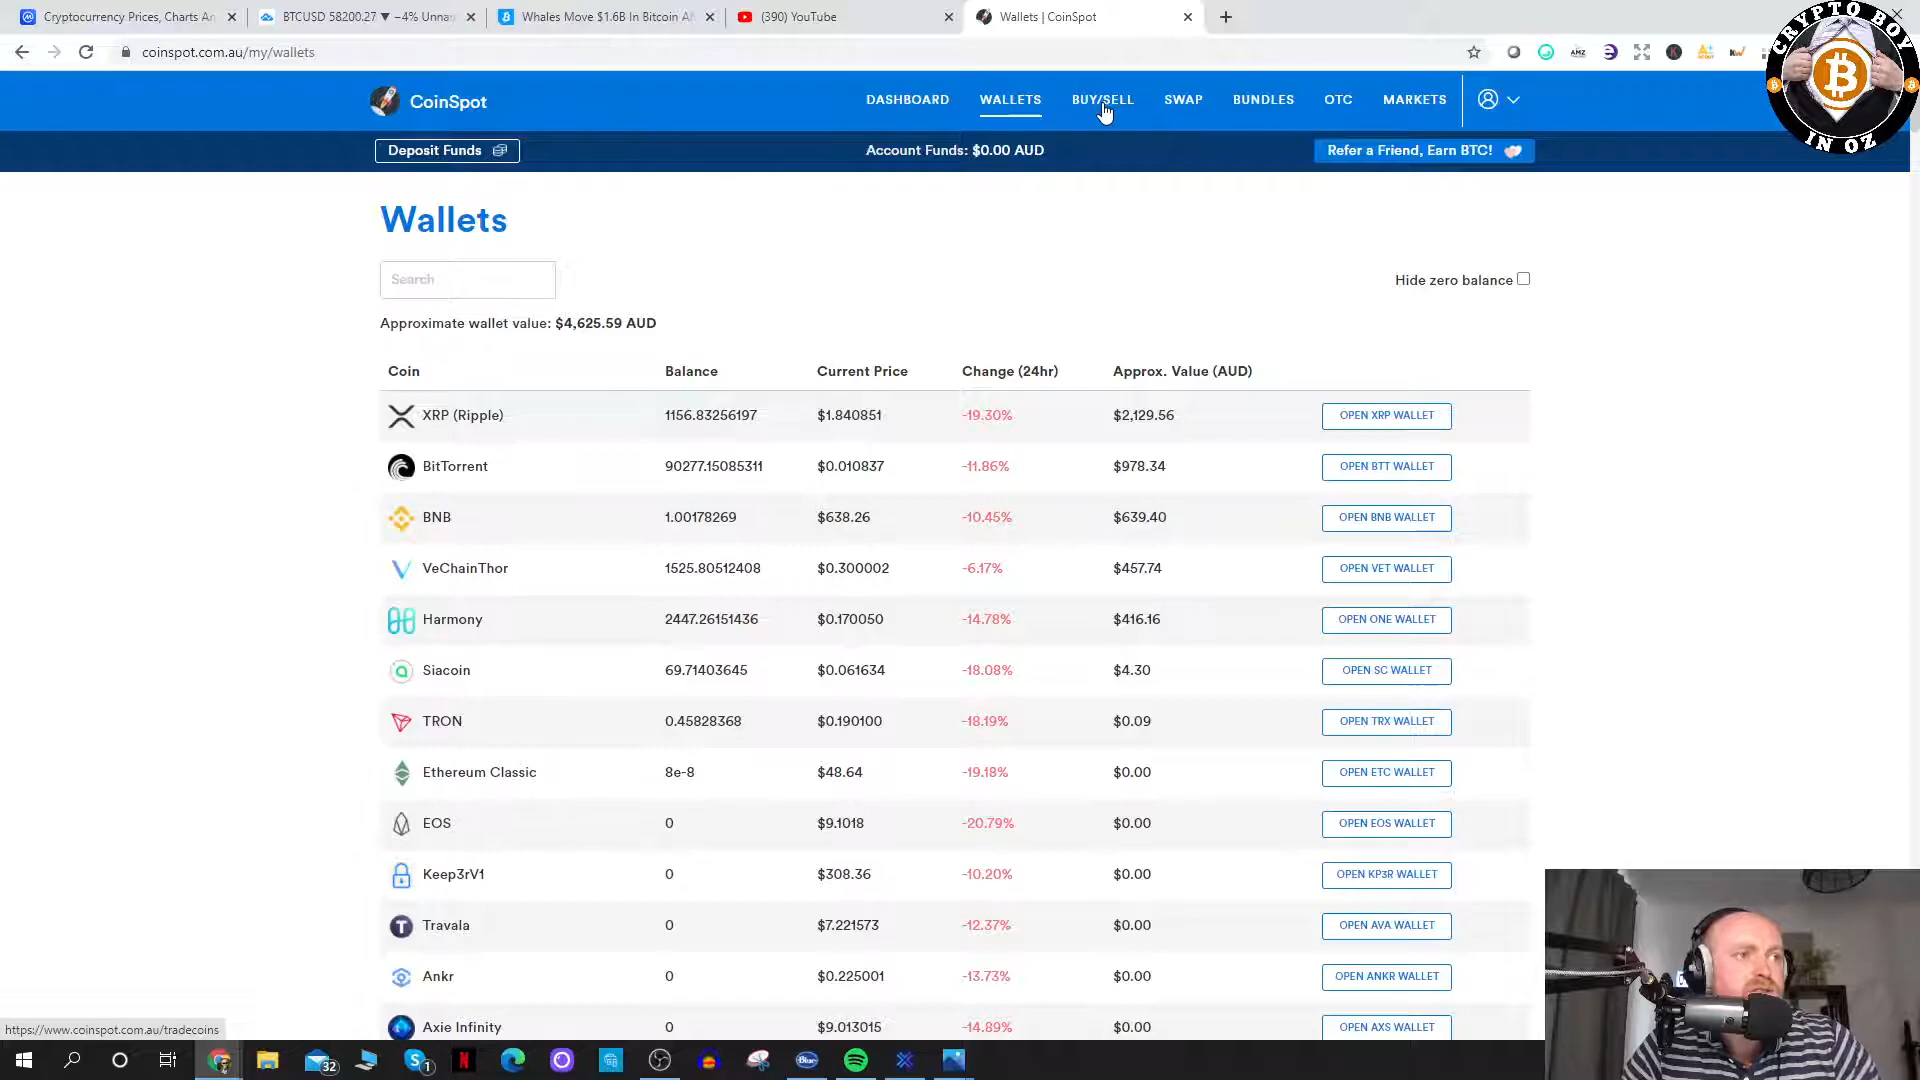 Cryptocurrency Prices, Charts An
BTCUSD 58200.27 ▼ −4% Unna
Whales Move $1.6B In Bitcoin Af
(390) YouTube
Wallets | CoinSpot
coinspot.com.au/my/wallets
CRYPTO BOY
IN OZ
CoinSpot
DASHBOARD
WALLETS
BUY/SELL
SWAP
BUNDLES
OTC
MARKETS
Deposit Funds
Account Funds: $0.00 AUD
Refer a Friend, Earn BTC!
Wallets
Search
Hide zero balance
Approximate wallet value: $4,625.59 AUD
Coin Balance Current Price Change (24hr) Approx. Value (AUD)
XRP (Ripple) 1156.83256197 $1.840851 -19.30% $2,129.56 OPEN XRP WALLET
BitTorrent 90277.15085311 $0.010837 -11.86% $978.34 OPEN BTT WALLET
BNB 1.00178269 $638.26 -10.45% $639.40 OPEN BNB WALLET
VeChainThor 1525.80512408 $0.300002 -6.17% $457.74 OPEN VET WALLET
Harmony 2447.26151436 $0.170050 -14.78% $416.16 OPEN ONE WALLET
Siacoin 69.71403645 $0.061634 -18.08% $4.30 OPEN SC WALLET
TRON 0.45828368 $0.190100 -18.19% $0.09 OPEN TRX WALLET
Ethereum Classic 8e-8 $48.64 -19.18% $0.00 OPEN ETC WALLET
EOS 0 $9.1018 -20.79% $0.00 OPEN EOS WALLET
Keep3rV1 0 $308.36 -10.20% $0.00 OPEN KP3R WALLET
Travala 0 $7.221573 -12.37% $0.00 OPEN AVA WALLET
Ankr 0 $0.225001 -13.73% $0.00 OPEN ANKR WALLET
Axie Infinity 0 $9.013015 -14.89% $0.00 OPEN AXS WALLET
https://www.coinspot.com.au/tradecoins
32
1